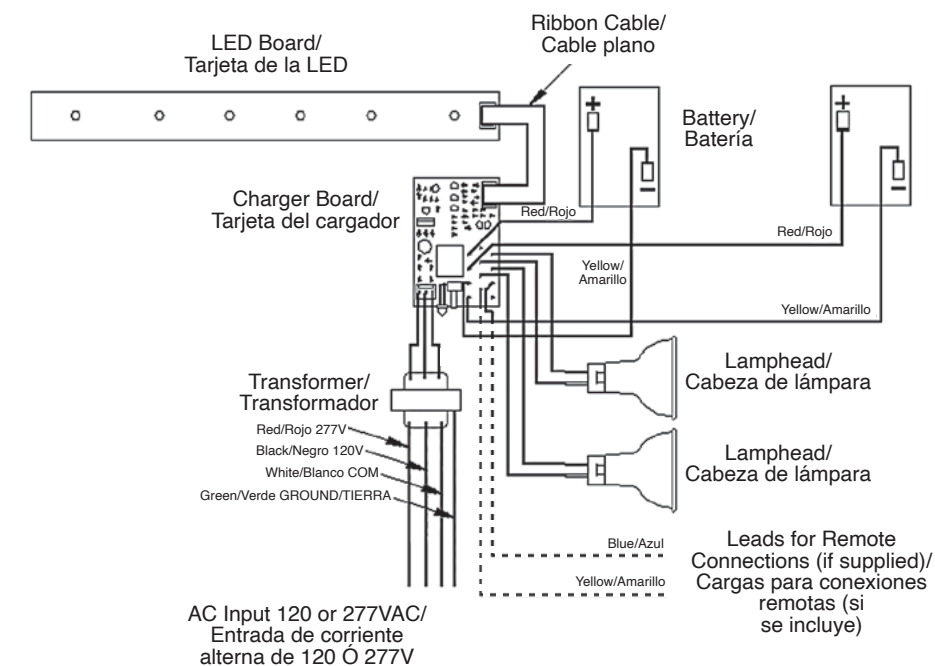 Ribbon Cable/
Cable plano
LED Board/
Tarjeta de la LED
+
Battery/
Batería
+
−
−
Charger Board/
Tarjeta del cargador
Red/Rojo
Red/Rojo
Yellow/
Amarillo
Yellow/Amarillo
Lamphead/
Cabeza de lámpara
Transformer/
Transformador
Red/Rojo 277V
Black/Negro 120V
White/Blanco COM
Green/Verde GROUND/TIERRA
Lamphead/
Cabeza de lámpara
Blue/Azul
Yellow/Amarillo
Leads for Remote
Connections (if supplied)/
Cargas para conexiones
remotas (si
se incluye)
AC Input 120 or 277VAC/
Entrada de corriente
alterna de 120 Ó 277V